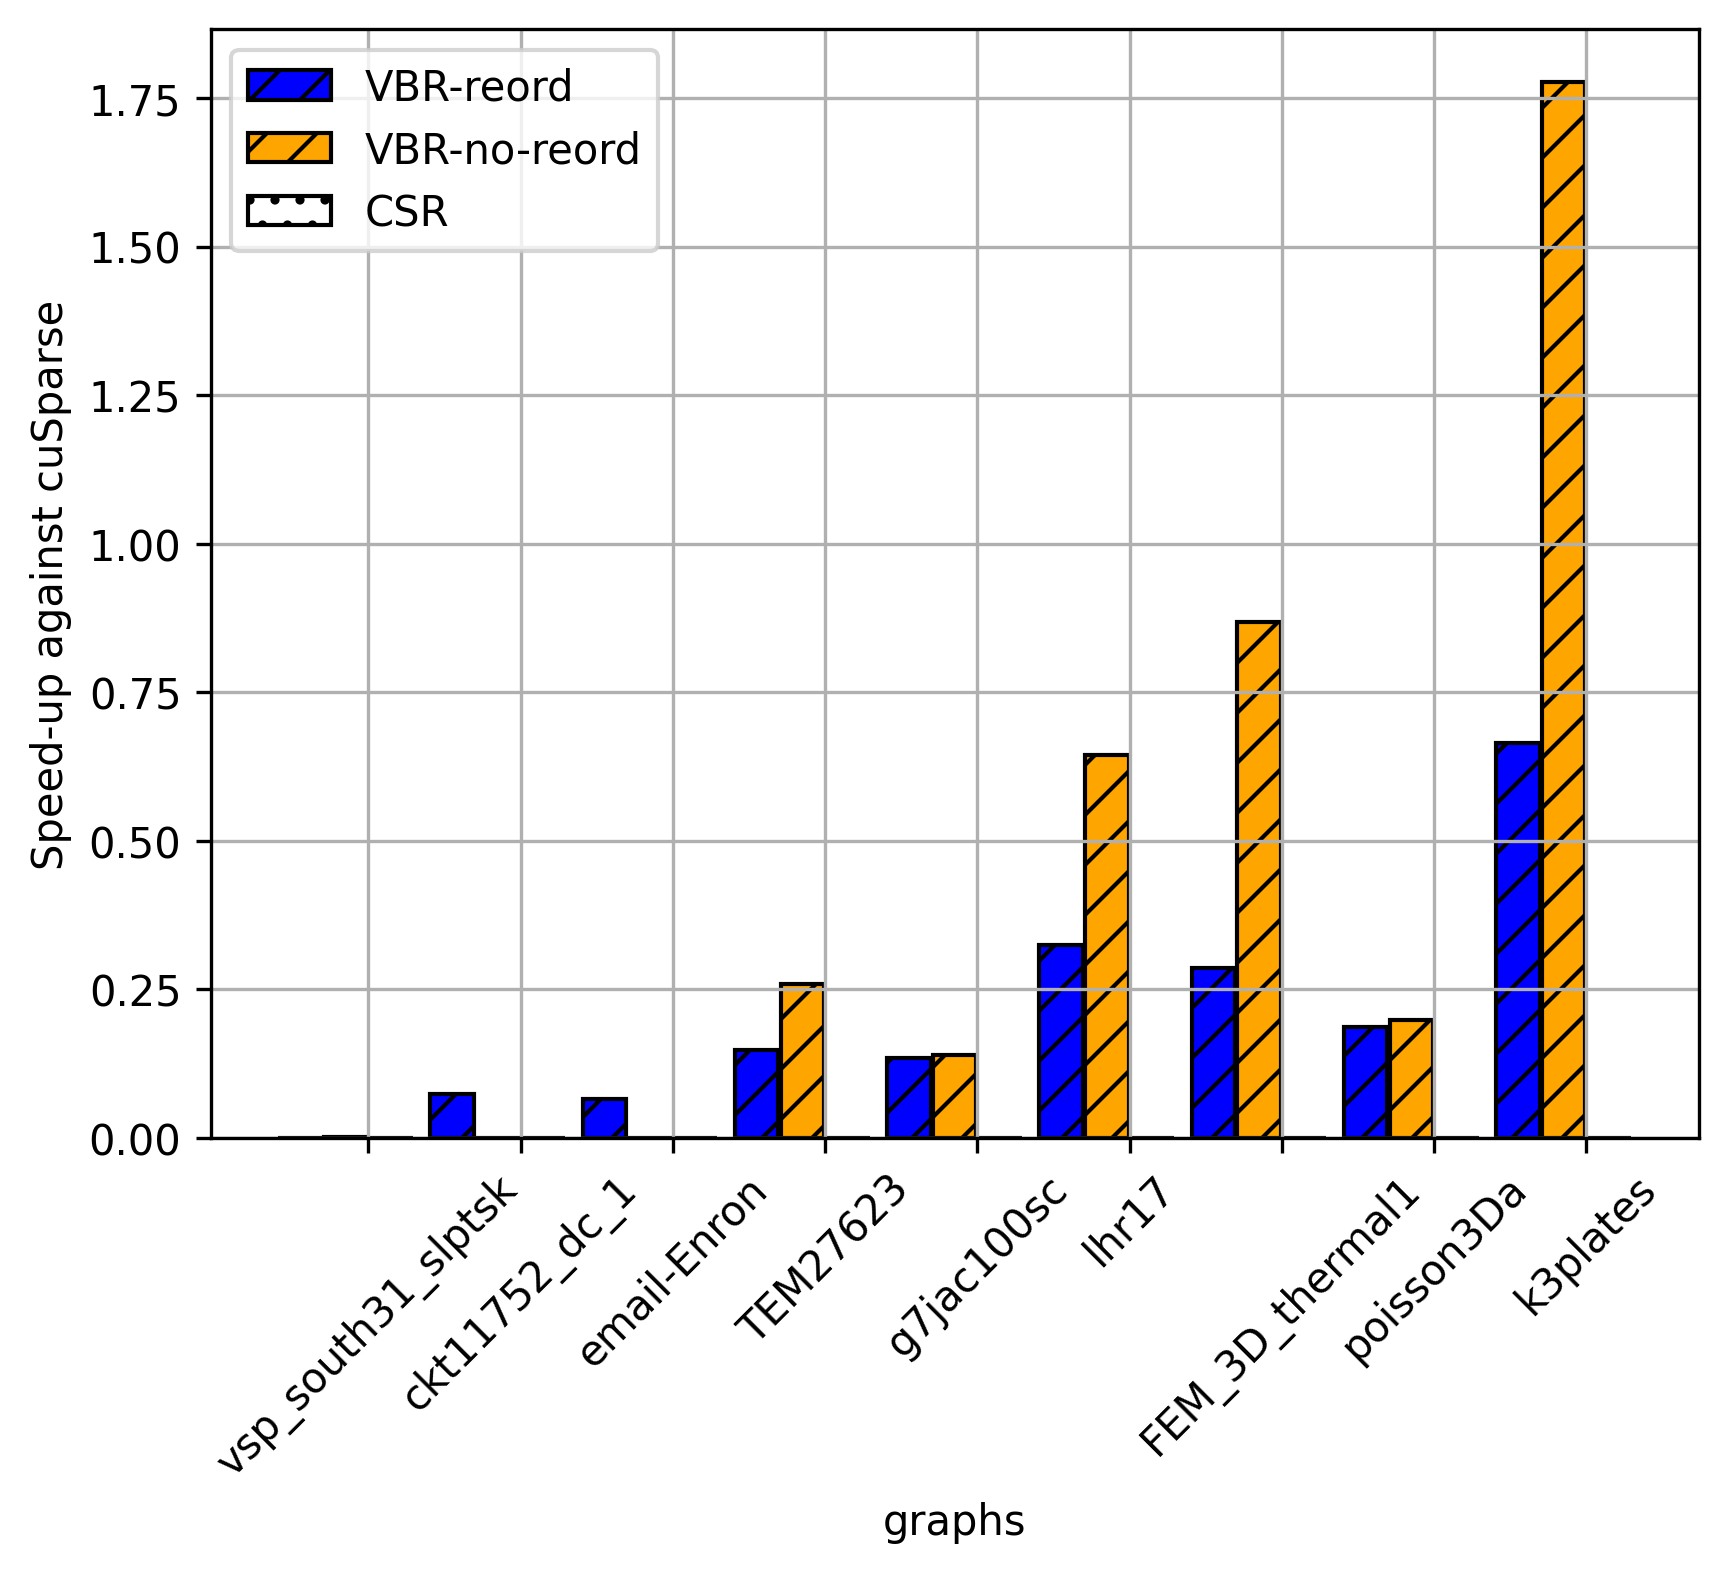 VBR-reord
VBR-no-reord
CSR
Speed-up against cuSparse
1.75
1.50
1.25
1.00
0.75
0.50
0.25
0.00
vsp_south31_slptsk
ckt11752_dc_1
email-Enron
TEM27623
g7jac100sc
lhr17
FEM_3D_thermal1
poisson3Da
k3plates
graphs